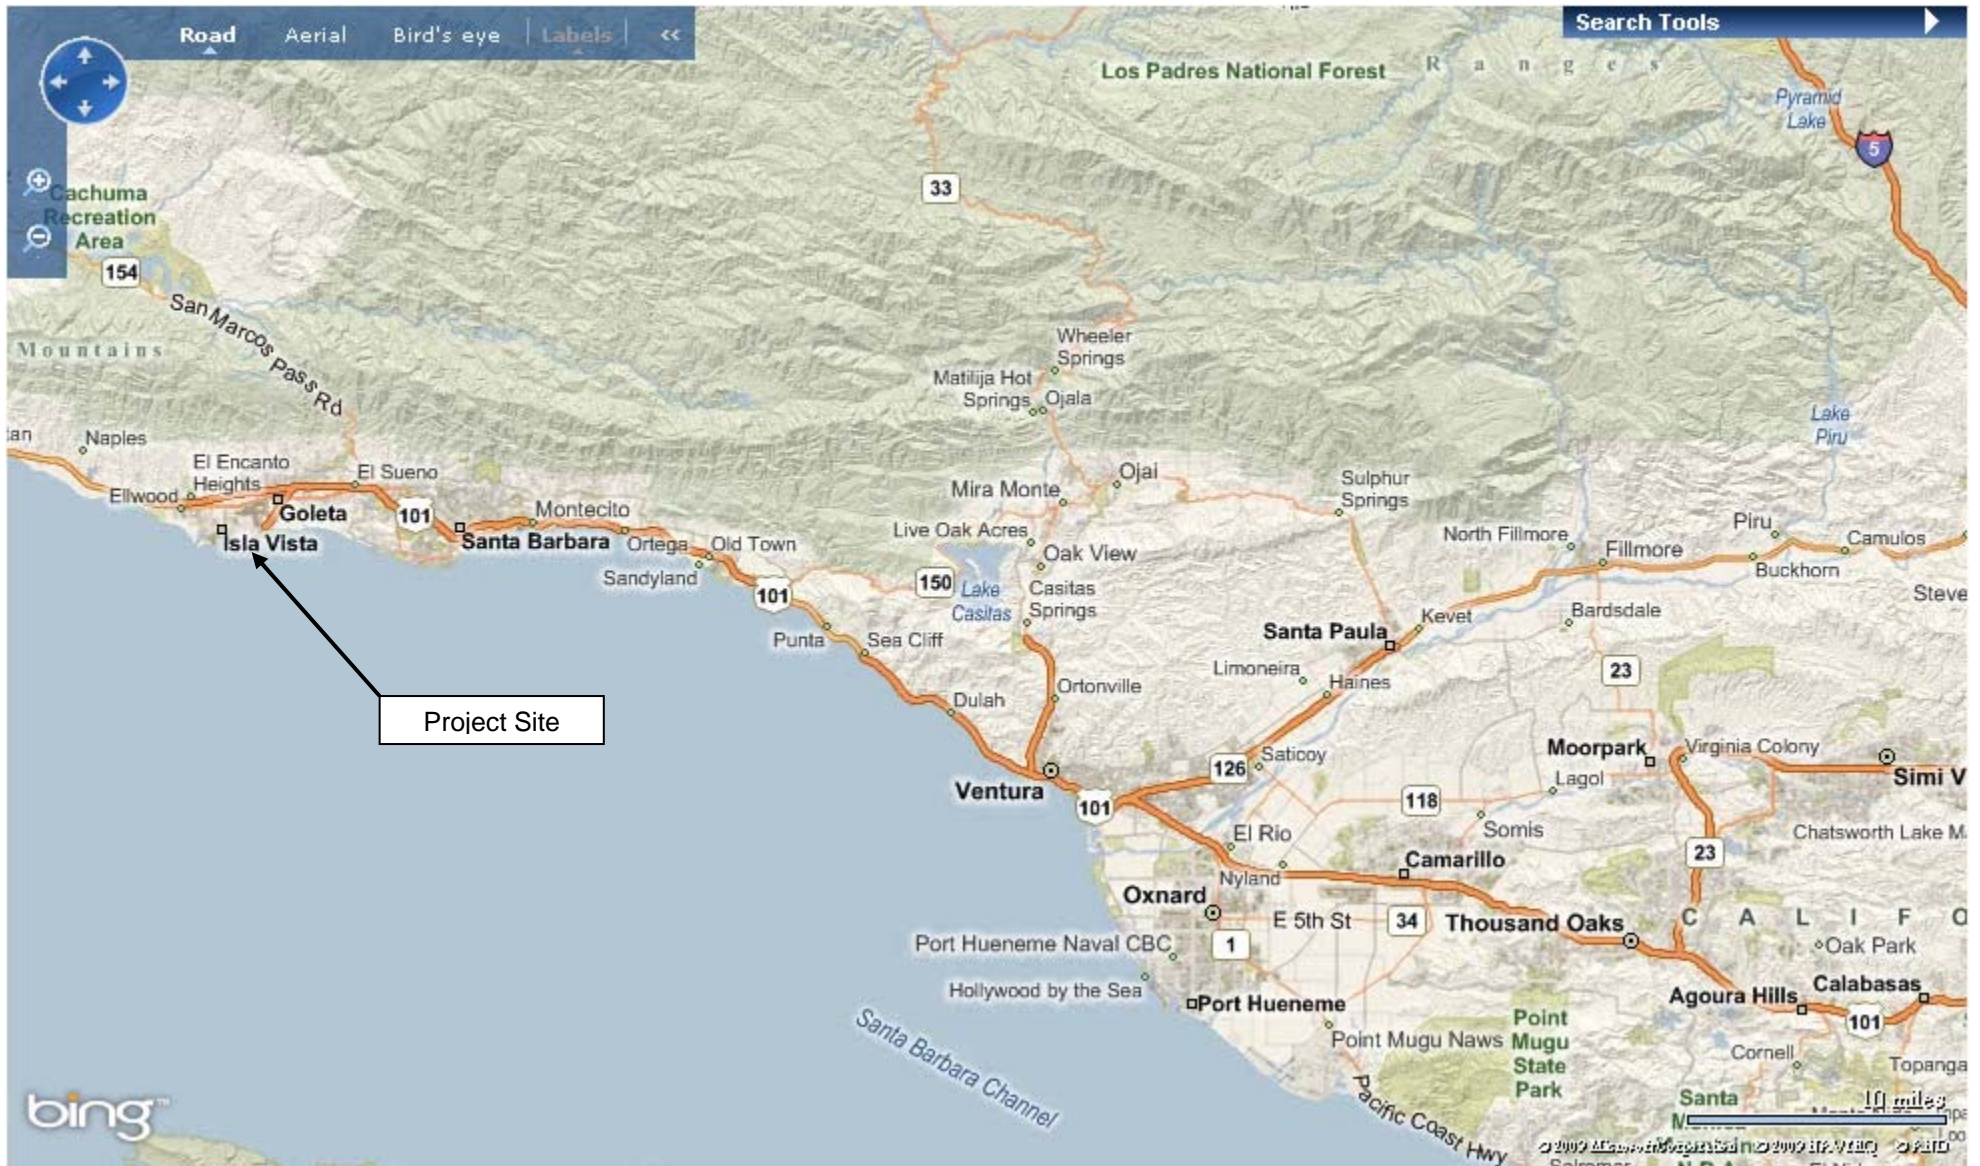 Road Aerial Bird's eye Labels <<
Search Tools
Los Padres National Forest
Ranges
Pyramid
Lake
5
33
Cachuma
Recreation
Area
154
San Marcos Pass Rd
Mountains
Wheeler
Springs
Matilija Hot
Springs
Ojala
Lake
Piru
Naples
El Encanto
Heights
El Sueno
Ellwood
Goleta
101
Isla Vista
Santa Barbara
Montecito
Ortega
Old Town
Sandyland
101
Mira Monte
Ojai
Sulphur
Springs
Live Oak Acres
Oak View
150
Lake
Casitas
Casitas
Springs
North Fillmore
Fillmore
Piru
Camulos
Buckhorn
Bardsdale
Steve
Kevet
Santa Paula
Limoneira
Haines
23
Punta
Sea Cliff
Dulah
Ortonville
Project Site
Ventura
101
126
Saticoy
Moorpark
Virginia Colony
Simi V
Lagol
118
Somis
Chatsworth Lake M
El Rio
Nyland
Camarillo
23
Oxnard
E 5th St
34
Thousand Oaks
CALIFO
Oak Park
1
Port Hueneme Naval CBC
Hollywood by the Sea
Port Hueneme
Agoura Hills
Calabasas
101
Santa Barbara Channel
Point Mugu Naws
Point
Mugu
State
Park
Cornell
Topanga
Pacific Coast Hwy
Santa
10 miles
bing™